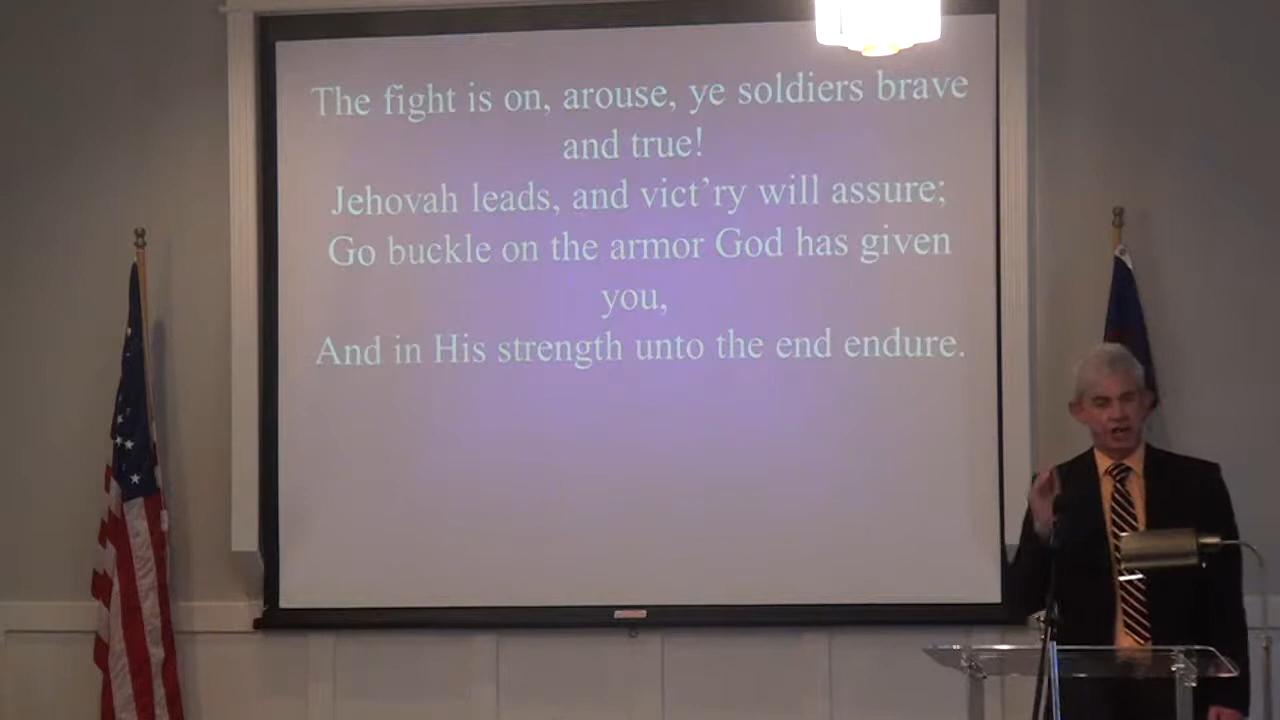 The fight is on, arouse, ye soldiers brave
and true!
Jehovah leads, and vict’ry will assure;
Go buckle on the armor God has given
you,
And in His strength unto the end endure.